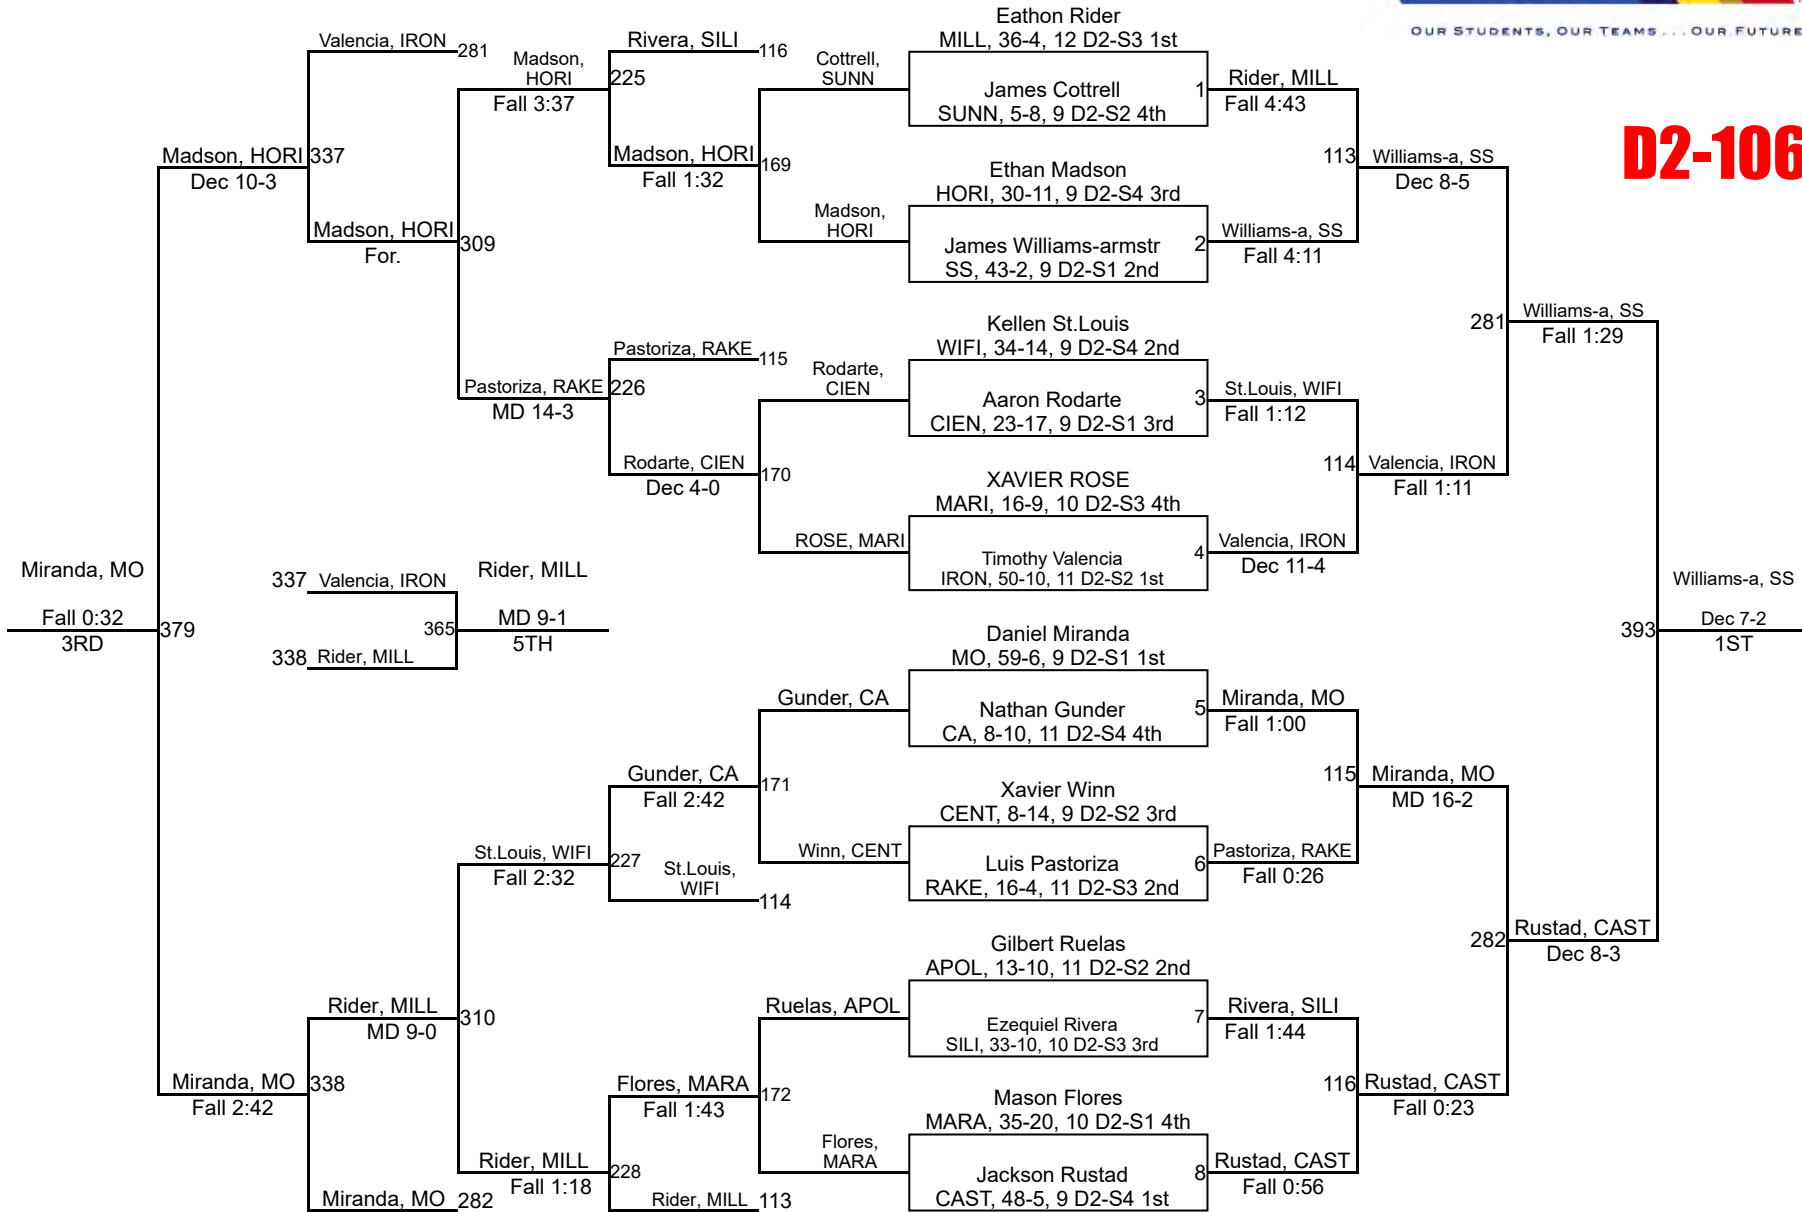 OUR STUDENTS, OUR TEAMS . . . OUR FUTURE
D2-106
Eathon Rider
MILL, 36-4, 12 D2-S3 1st
James Cottrell
SUNN, 5-8, 9 D2-S2 4th
1
Ethan Madson
HORI, 30-11, 9 D2-S4 3rd
James Williams-armstr
SS, 43-2, 9 D2-S1 2nd
2
Kellen St.Louis
WIFI, 34-14, 9 D2-S4 2nd
Aaron Rodarte
CIEN, 23-17, 9 D2-S1 3rd
3
XAVIER ROSE
MARI, 16-9, 10 D2-S3 4th
Timothy Valencia
IRON, 50-10, 11 D2-S2 1st
4
Daniel Miranda
MO, 59-6, 9 D2-S1 1st
Nathan Gunder
CA, 8-10, 11 D2-S4 4th
5
Xavier Winn
CENT, 8-14, 9 D2-S2 3rd
Luis Pastoriza
RAKE, 16-4, 11 D2-S3 2nd
6
Gilbert Ruelas
APOL, 13-10, 11 D2-S2 2nd
Ezequiel Rivera
SILI, 33-10, 10 D2-S3 3rd
7
Mason Flores
MARA, 35-20, 10 D2-S1 4th
Jackson Rustad
CAST, 48-5, 9 D2-S4 1st
8
Rider, MILL
Fall 4:43
Williams-a, SS
Fall 4:11
St.Louis, WIFI
Fall 1:12
Valencia, IRON
Dec 11-4
Miranda, MO
Fall 1:00
Pastoriza, RAKE
Fall 0:26
Rivera, SILI
Fall 1:44
Rustad, CAST
Fall 0:56
113
Williams-a, SS
Dec 8-5
114
Valencia, IRON
Fall 1:11
115
Miranda, MO
MD 16-2
116
Rustad, CAST
Fall 0:23
281
Williams-a, SS
Fall 1:29
282
Rustad, CAST
Dec 8-3
393
Williams-a, SS
Dec 7-2
1ST
Cottrell,
SUNN
Madson,
HORI
Rodarte,
CIEN
ROSE, MARI
Gunder, CA
Winn, CENT
Ruelas, APOL
Flores,
MARA
Rivera, SILI
116
Madson, HORI
Fall 1:32
169
Pastoriza, RAKE
115
Rodarte, CIEN
Dec 4-0
170
Gunder, CA
Fall 2:42
171
St.Louis,
WIFI
114
Flores, MARA
Fall 1:43
172
Rider, MILL
113
Madson,
HORI
Fall 3:37
225
Pastoriza, RAKE
MD 14-3
226
St.Louis, WIFI
Fall 2:32
227
Rider, MILL
Fall 1:18
228
Valencia, IRON
281
Madson, HORI
For.
309
Rider, MILL
MD 9-0
310
Miranda, MO
282
Madson, HORI
Dec 10-3
337
Miranda, MO
Fall 2:42
338
Miranda, MO
Fall 0:32
3RD
379
337
Valencia, IRON
338
Rider, MILL
365
Rider, MILL
MD 9-1
5TH